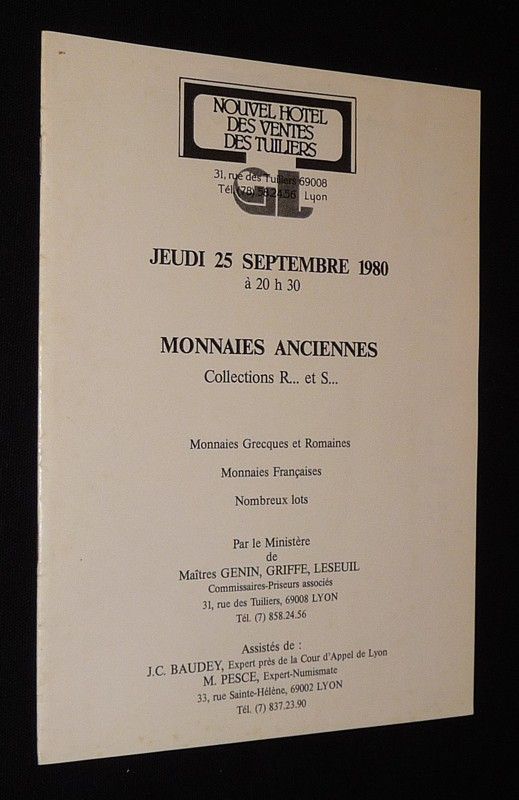 NOUVEL HOTEL
DES VENTES
DES TUILIERS
31, rue des Tuiliers 69008
Tél. (78) 58.24.56 Lyon
JEUDI 25 SEPTEMBRE 1980
à 20 h 30
MONNAIES ANCIENNES
Collections R... et S...
Monnaies Grecques et Romaines
Monnaies Françaises
Nombreux lots
Par le Ministère
de
Maîtres GENIN, GRIFFE, LESEUIL
Commissaires-Priseurs associés
31, rue des Tuiliers, 69008 LYON
Tél. (7) 858.24.56
Assistés de :
J.C. BAUDEY, Expert près de la Cour d'Appel de Lyon
M. PESCE, Expert-Numismate
33, rue Sainte-Hélène, 69002 LYON
Tél. (7) 837.23.90